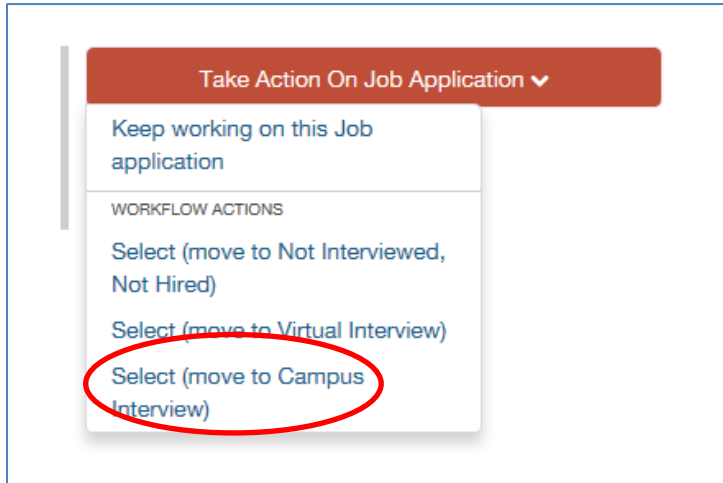 Take Action On Job Application
Keep working on this Job
application
WORKFLOW ACTIONS
Select (move to Not Interviewed,
Not Hired)
Select (move to Virtual Interview)
Select (move to Campus
Interview)